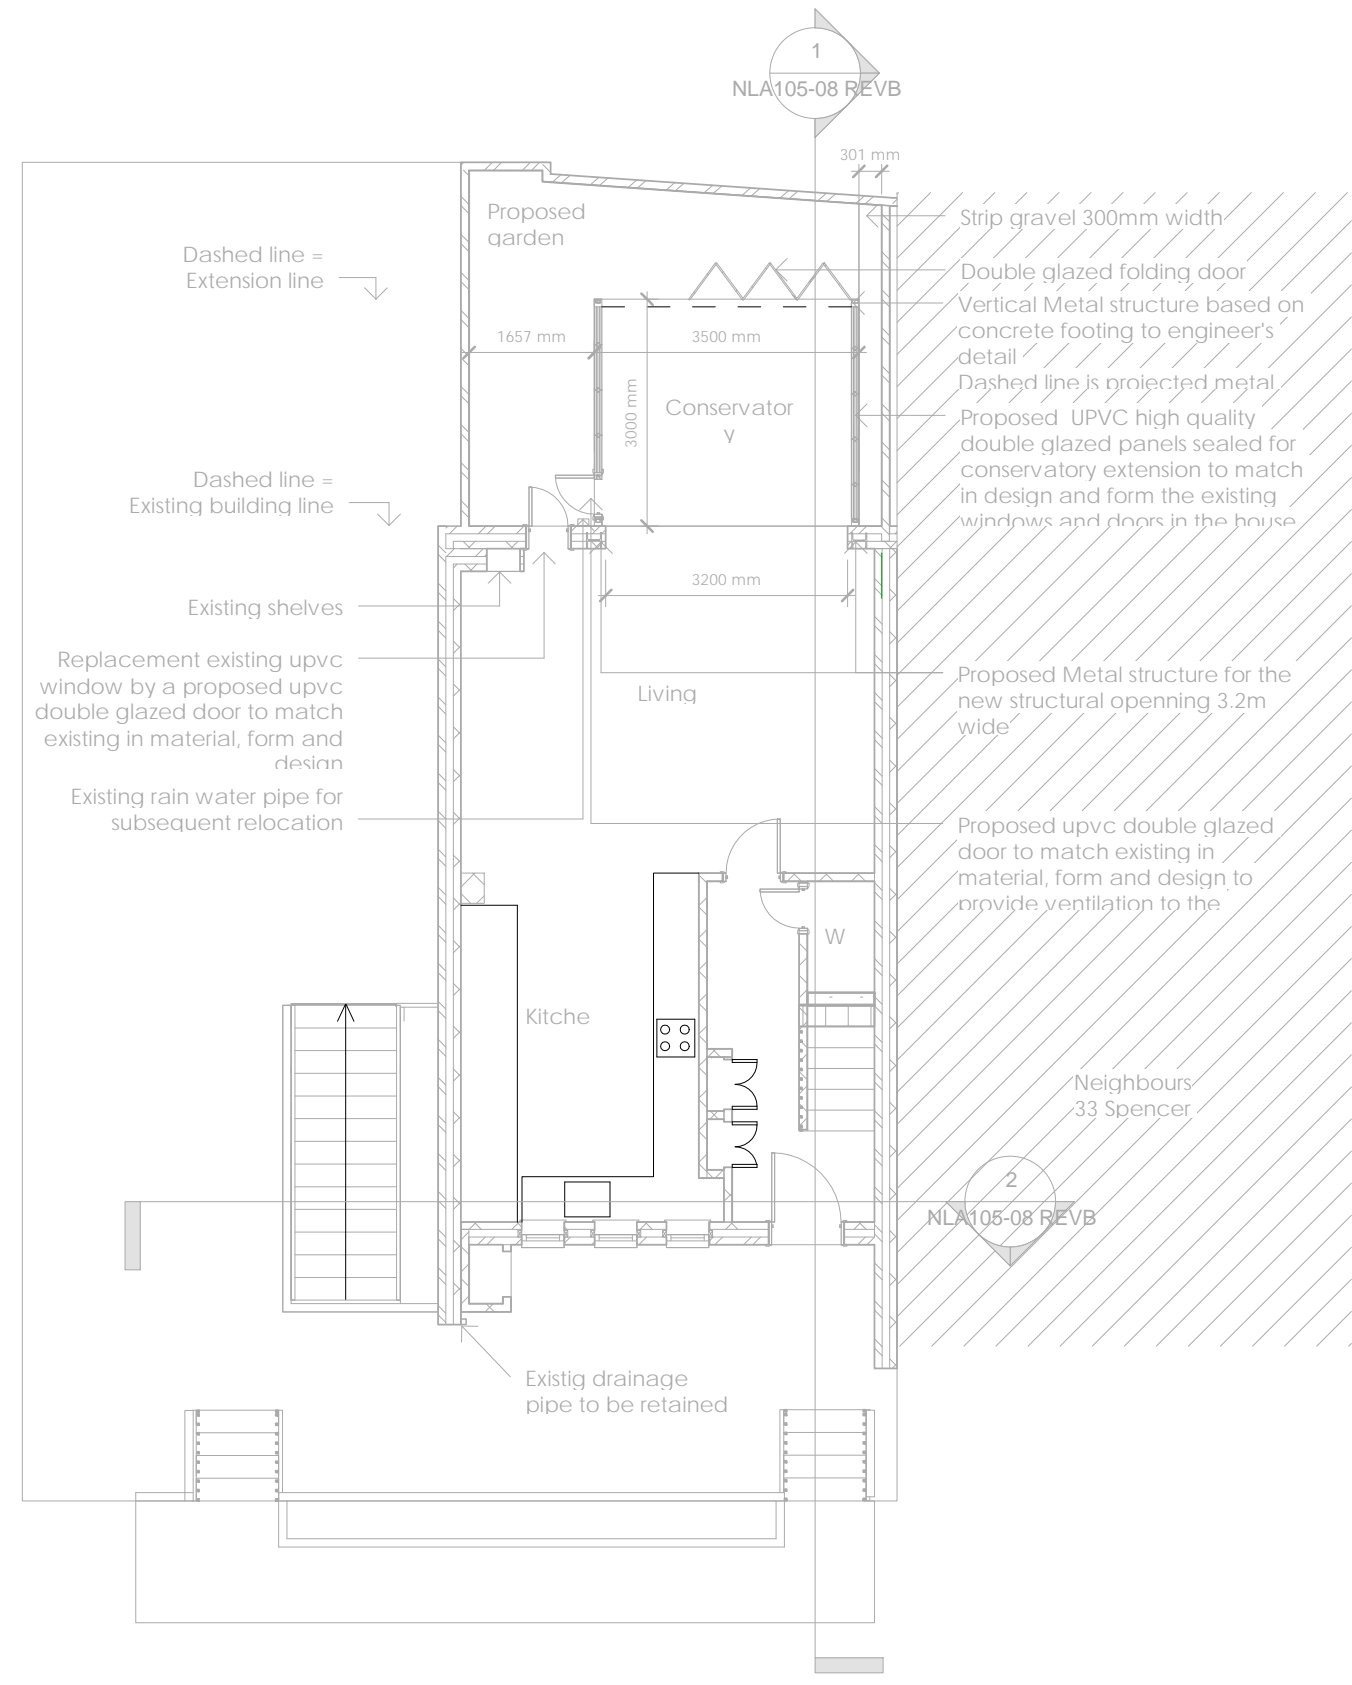 1
NLA105-08 REVB
301 mm
Proposed
garden
Strip gravel 300mm width
Dashed line =
Extension line
Double glazed folding door
Vertical Metal structure based on
concrete footing to engineer's
detail
Dashed line is projected metal
1657 mm
3500 mm
3000 mm
Conservator
y
Proposed UPVC high quality
double glazed panels sealed for
conservatory extension to match
in design and form the existing
windows and doors in the house
Dashed line =
Existing building line
3200 mm
Existing shelves
Replacement existing upvc
window by a proposed upvc
double glazed door to match
existing in material, form and
design
Living
Proposed Metal structure for the
new structural openning 3.2m
wide
Existing rain water pipe for
subsequent relocation
Proposed upvc double glazed
door to match existing in
material, form and design to
provide ventilation to the
W
Kitche
Neighbours
33 Spencer
2
NLA105-08 REVB
Existig drainage
pipe to be retained